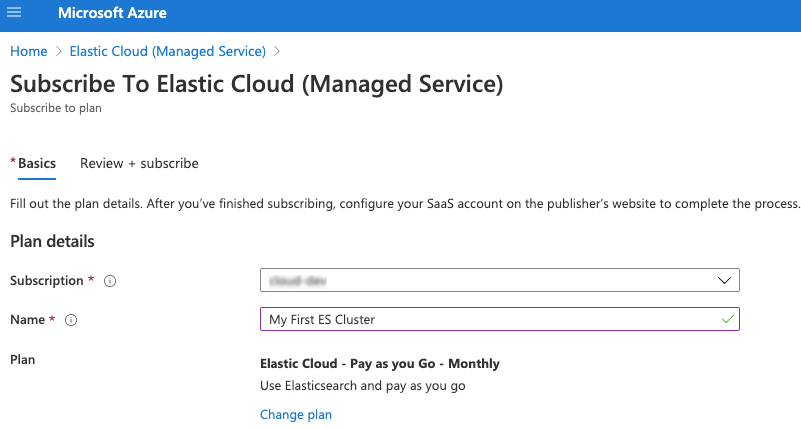 Microsoft Azure
Home > Elastic Cloud (Managed Service) >
Subscribe To Elastic Cloud (Managed Service)
Subscribe to plan
* Basics Review + subscribe
Fill out the plan details. After you've finished subscribing, configure your SaaS account on the publisher's website to complete the process.
Plan details
Subscription *
Name * My First ES Cluster
Plan Elastic Cloud - Pay as you Go - Monthly
Use Elasticsearch and pay as you go
Change plan